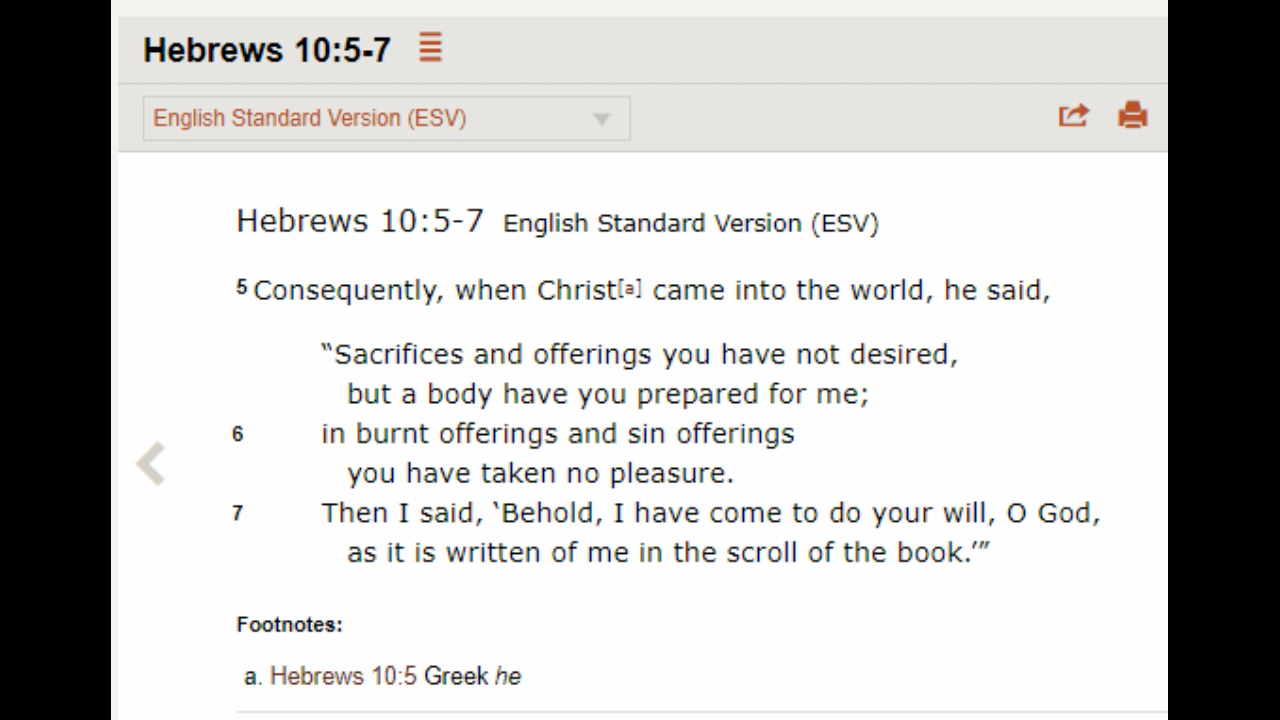 Hebrews 10:5-7
English Standard Version (ESV)
Hebrews 10:5-7 English Standard Version (ESV)
5 Consequently, when Christ[a] came into the world, he said,
“Sacrifices and offerings you have not desired,
but a body have you prepared for me;
6 in burnt offerings and sin offerings
you have taken no pleasure.
7 Then I said, ‘Behold, I have come to do your will, O God,
as it is written of me in the scroll of the book.’”
Footnotes:
a. Hebrews 10:5 Greek he